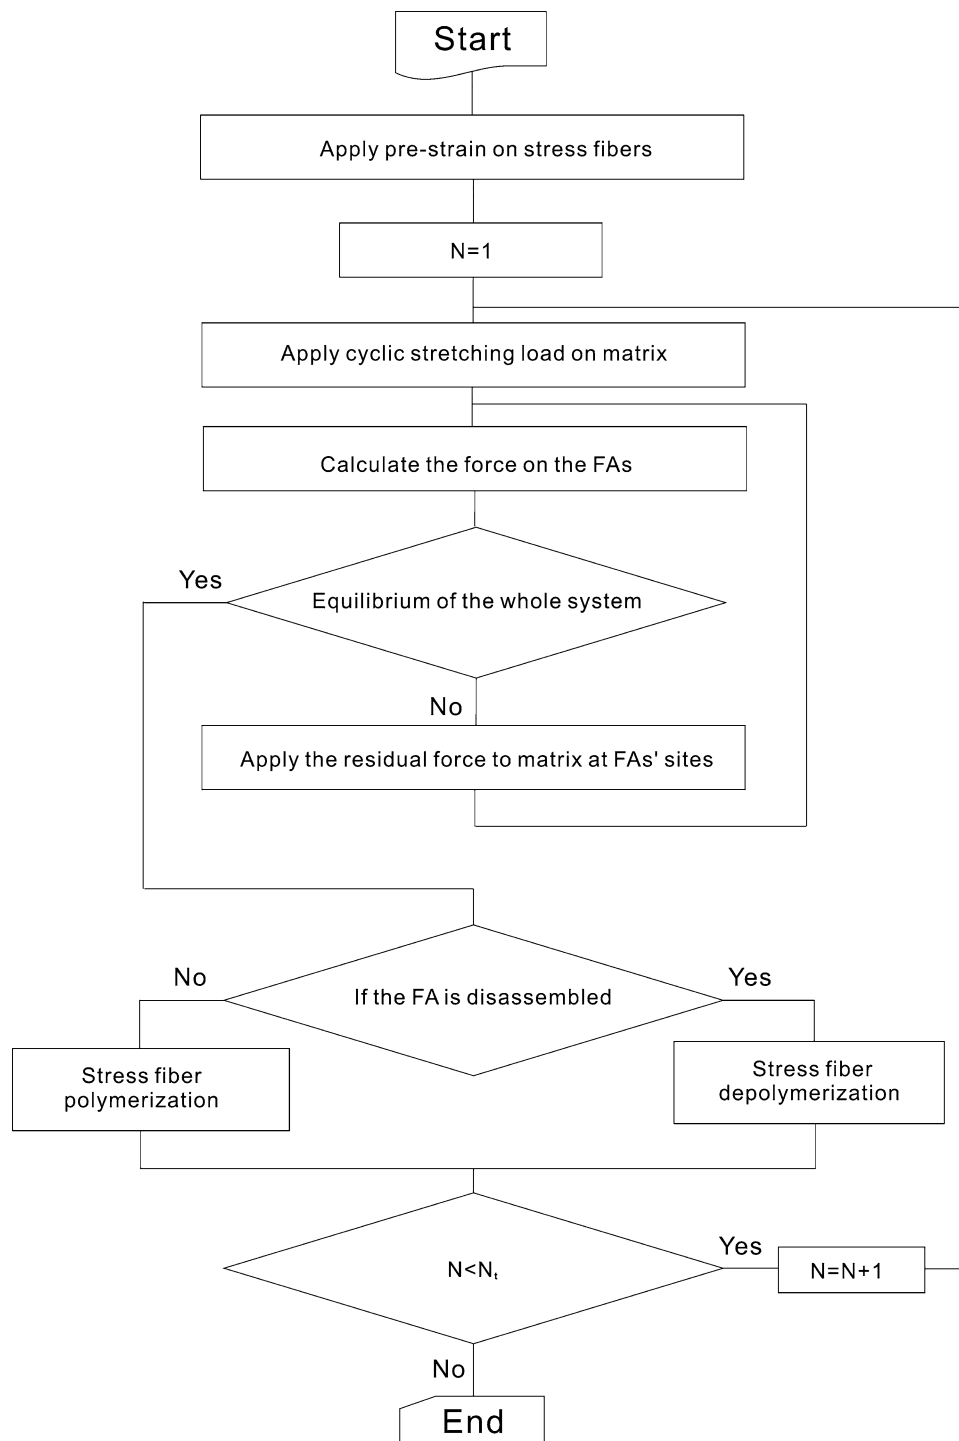 Start
Apply pre-strain on stress fibers
N=1
Apply cyclic stretching load on matrix
Calculate the force on the FAs
Yes
Equilibrium of the whole system
No
Apply the residual force to matrix at FAs' sites
No
Yes
If the FA is disassembled
Stress fiber
polymerization
Stress fiber
depolymerization
Yes
N<Nₜ
N=N+1
No
End